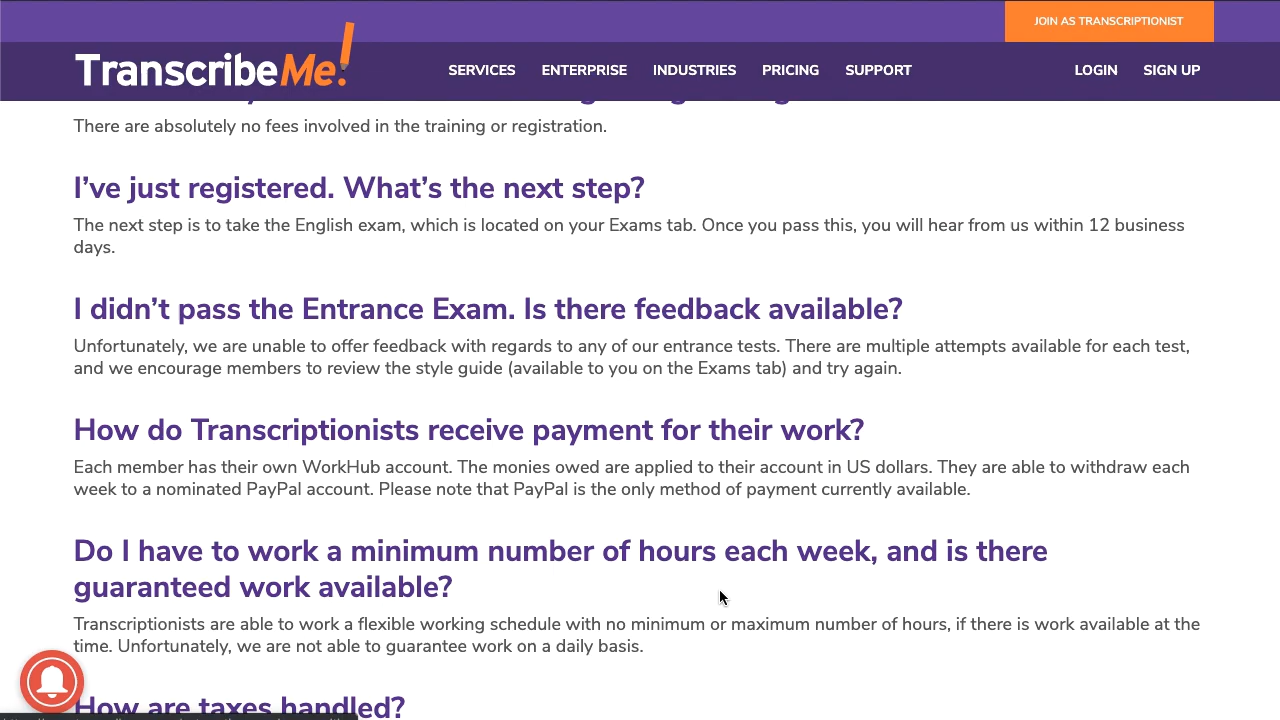 JOIN AS TRANSCRIPTIONIST
TranscribeMe!
SERVICES ENTERPRISE INDUSTRIES PRICING SUPPORT LOGIN SIGN UP
There are absolutely no fees involved in the training or registration.
I've just registered. What's the next step?
The next step is to take the English exam, which is located on your Exams tab. Once you pass this, you will hear from us within 12 business
days.
I didn't pass the Entrance Exam. Is there feedback available?
Unfortunately, we are unable to offer feedback with regards to any of our entrance tests. There are multiple attempts available for each test,
and we encourage members to review the style guide (available to you on the Exams tab) and try again.
How do Transcriptionists receive payment for their work?
Each member has their own WorkHub account. The monies owed are applied to their account in US dollars. They are able to withdraw each
week to a nominated PayPal account. Please note that PayPal is the only method of payment currently available.
Do I have to work a minimum number of hours each week, and is there
guaranteed work available?
Transcriptionists are able to work a flexible working schedule with no minimum or maximum number of hours, if there is work available at the
time. Unfortunately, we are not able to guarantee work on a daily basis.
How are taxes handled?